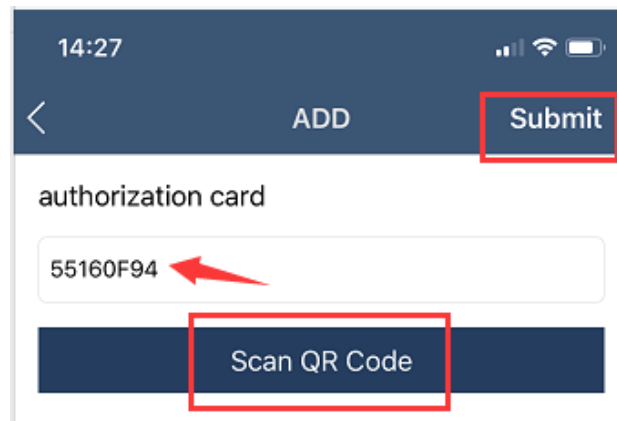 14:27
ADD Submit
authorization card
55160F94
Scan QR Code